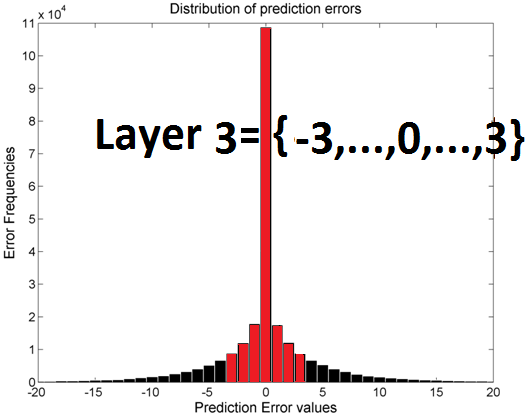 Distribution of prediction errors
x 10^4
11
10
9
8
7
6
5
4
3
2
1
0
Error Frequencies
Layer 3= { -3,...,0,...,3}
-20 -15 -10 -5 0 5 10 15 20
Prediction Error values